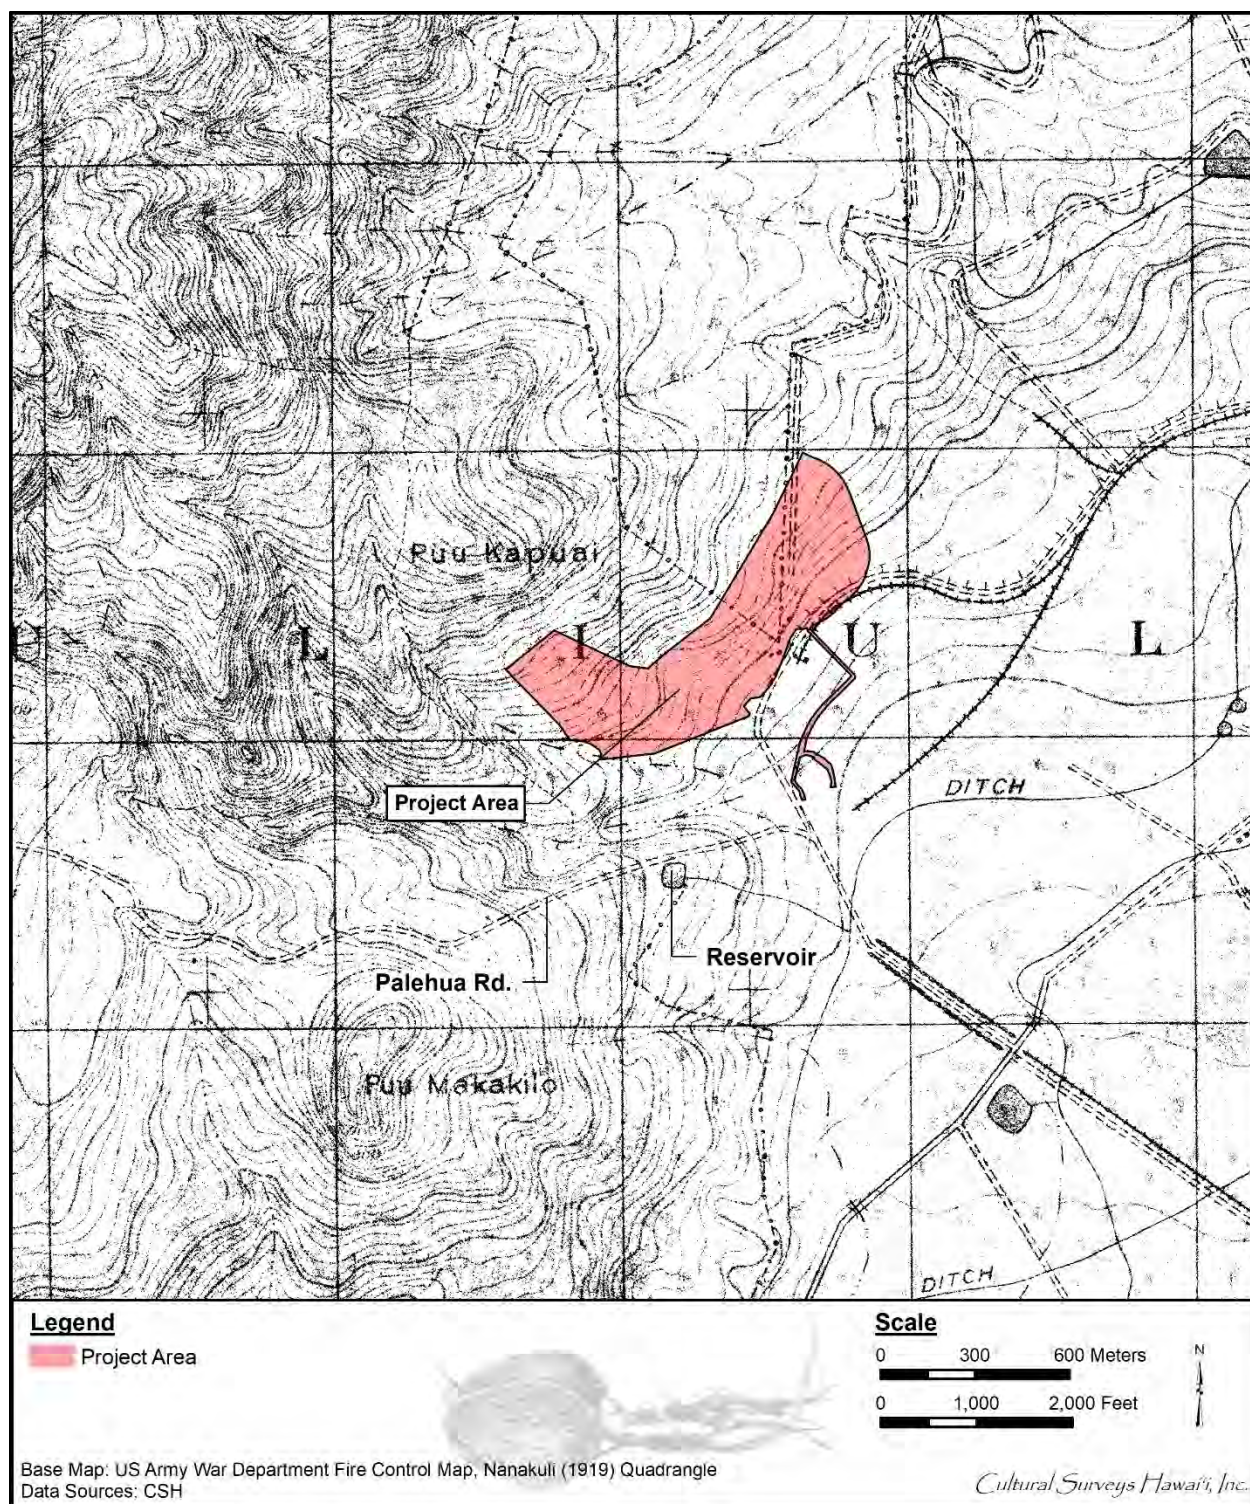 Puu Kapuai
U L I U L
Project Area
DITCH
Reservoir
Palehua Rd.
Puu Makakilo
DITCH
Legend
Project Area
Scale
0 300 600 Meters
0 1,000 2,000 Feet
N
Base Map: US Army War Department Fire Control Map, Nanakuli (1919) Quadrangle
Data Sources: CSH
Cultural Surveys Hawai'i, Inc.